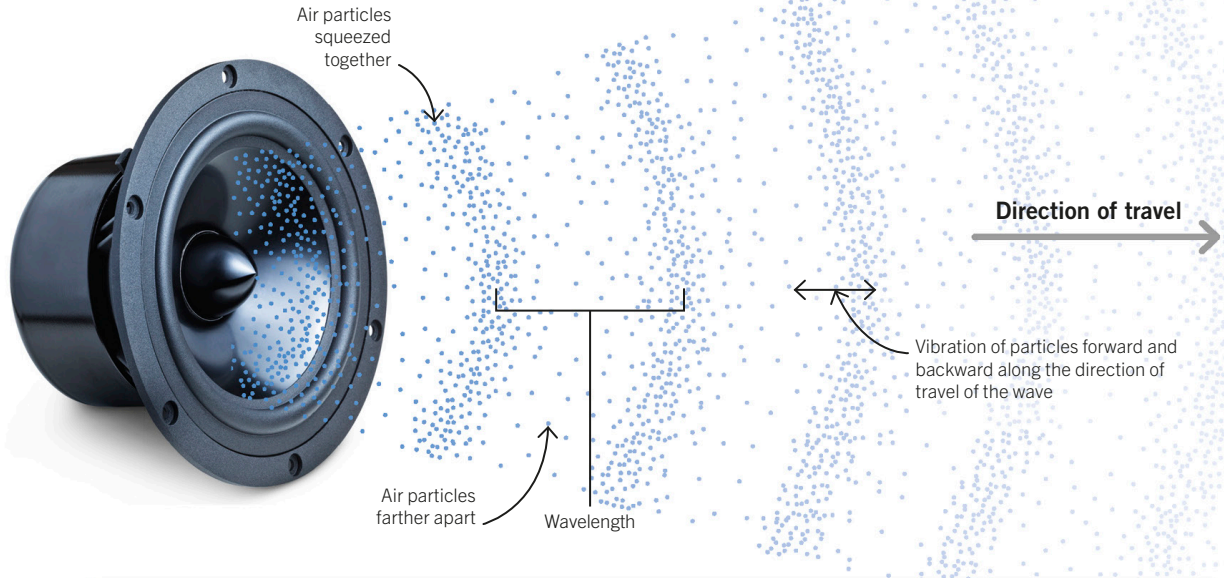 Air particles
squeezed
together
Direction of travel
Vibration of particles forward and
backward along the direction of
travel of the wave
Air particles
farther apart
Wavelength